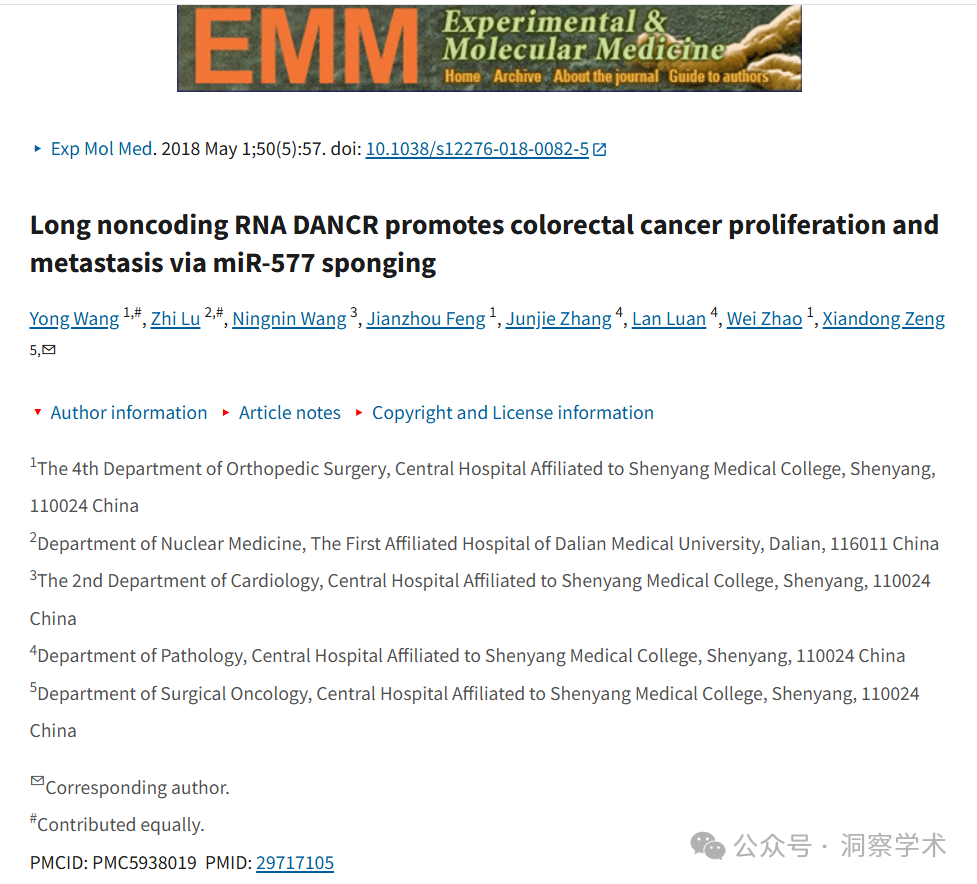 EMM
Experimental &
Molecular Medicine
Home Archive About the journal Guide to authors
Exp Mol Med. 2018 May 1;50(5):57. doi: 10.1038/s12276-018-0082-5
Long noncoding RNA DANCR promotes colorectal cancer proliferation and
metastasis via miR-577 sponging
Yong Wang 1,#, Zhi Lu 2,#, Ningnin Wang 3, Jianzhou Feng 1, Junjie Zhang 4, Lan Luan 4, Wei Zhao 1, Xiandong Zeng
5,✉
Author information Article notes Copyright and License information
1The 4th Department of Orthopedic Surgery, Central Hospital Affiliated to Shenyang Medical College, Shenyang,
110024 China
2Department of Nuclear Medicine, The First Affiliated Hospital of Dalian Medical University, Dalian, 116011 China
3The 2nd Department of Cardiology, Central Hospital Affiliated to Shenyang Medical College, Shenyang, 110024
China
4Department of Pathology, Central Hospital Affiliated to Shenyang Medical College, Shenyang, 110024 China
5Department of Surgical Oncology, Central Hospital Affiliated to Shenyang Medical College, Shenyang, 110024
China
✉Corresponding author.
#Contributed equally.
PMCID: PMC5938019 PMID: 29717105
公众号 · 洞察学术